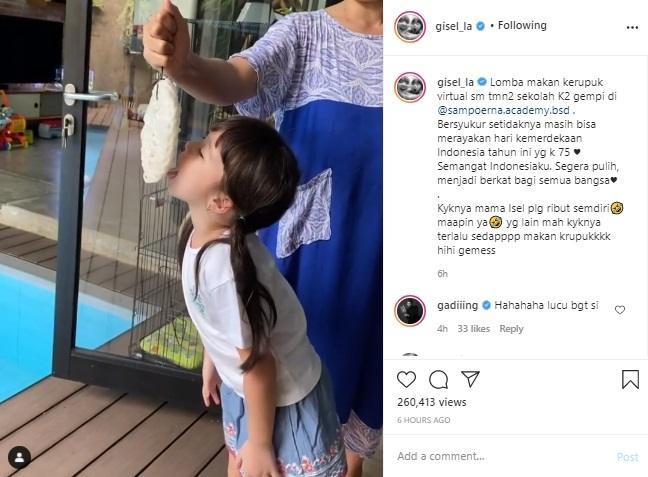 gisel_la • Following
gisel_la Lomba makan kerupuk
virtual sm tmn2 sekolah K2 gempi di
@sampoerna.academy.bsd .
Bersyukur setidaknya masih bisa
merayakan hari kemerdekaan
Indonesia tahun ini yg k 75 ♥
Semangat Indonesiaku. Segera pulih,
menjadi berkat bagi semua bangsa♥
.
Kyknya mama Isel plg ribut semdiri🤣
maapin ya🤣 yg lain mah kyknya
terlalu sedapppp makan krupukkkk
hihi gemess
6h
gadiiing Hahahaha lucu bgt si
4h 33 likes Reply
260,413 views
6 HOURS AGO
Add a comment... Post